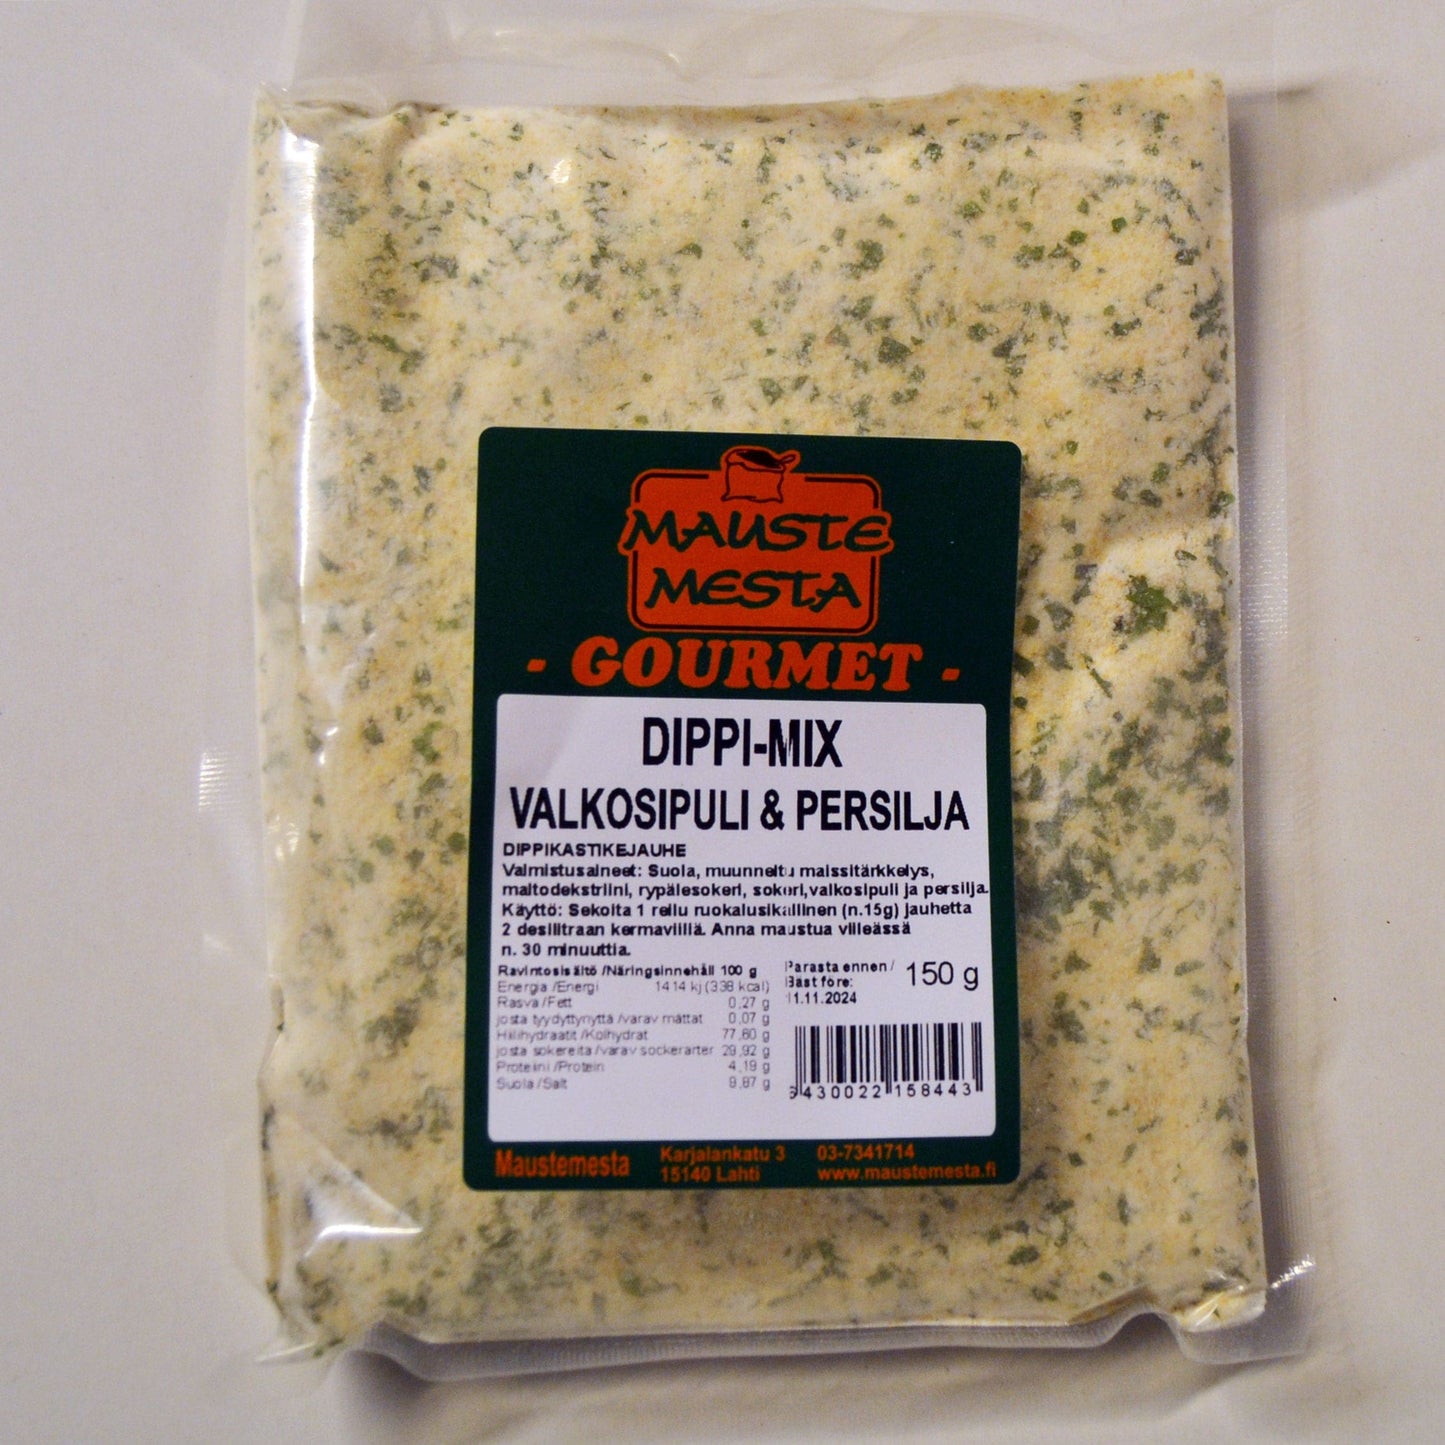 MAUSTE
MESTA
- GOURMET -
DIPPI-MIX
VALKOSIPULI & PERSILJA
DIPPIKASTIKEJAUHE
Valmistusaineet: Suola, muunneltu maissitärkkelys,
maltodekstriini, rypälesokeri, sokeri,valkosipuli ja persilja.
Käyttö: Sekoita 1 reilu ruokalusikallinen (n.15g) jauhetta
2 desilitraan kermaviiliä. Anna maustua viileässä
n. 30 minuuttia.
Ravintosisältö /Näringsinnehåll 100 g
Energia /Energi 1414 kj (338 kcal)
Rasva /Fett 0,27 g
josta tyydyttynyttä /varav mättat 0,07 g
Hiilihydraatit /Kolhydrat 77,80 g
josta sokereita /varav sockerarter 29,92 g
Proteiini /Protein 4,19 g
Suola /Salt 9,87 g
Parasta ennen /
Bäst före:
11.11.2024
150 g
430022 158443
Maustemesta
Karjalankatu 3
15140 Lahti
03-7341714
www.maustemesta.fi